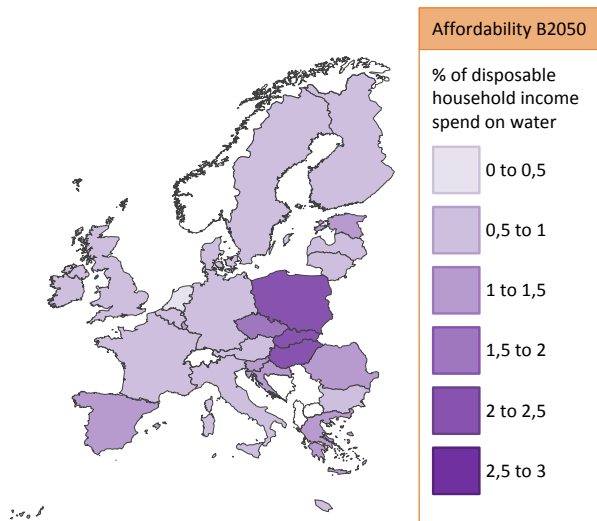 Affordability B2050
% of disposable
household income
spend on water
0 to 0,5
0,5 to 1
1 to 1,5
1,5 to 2
2 to 2,5
2,5 to 3